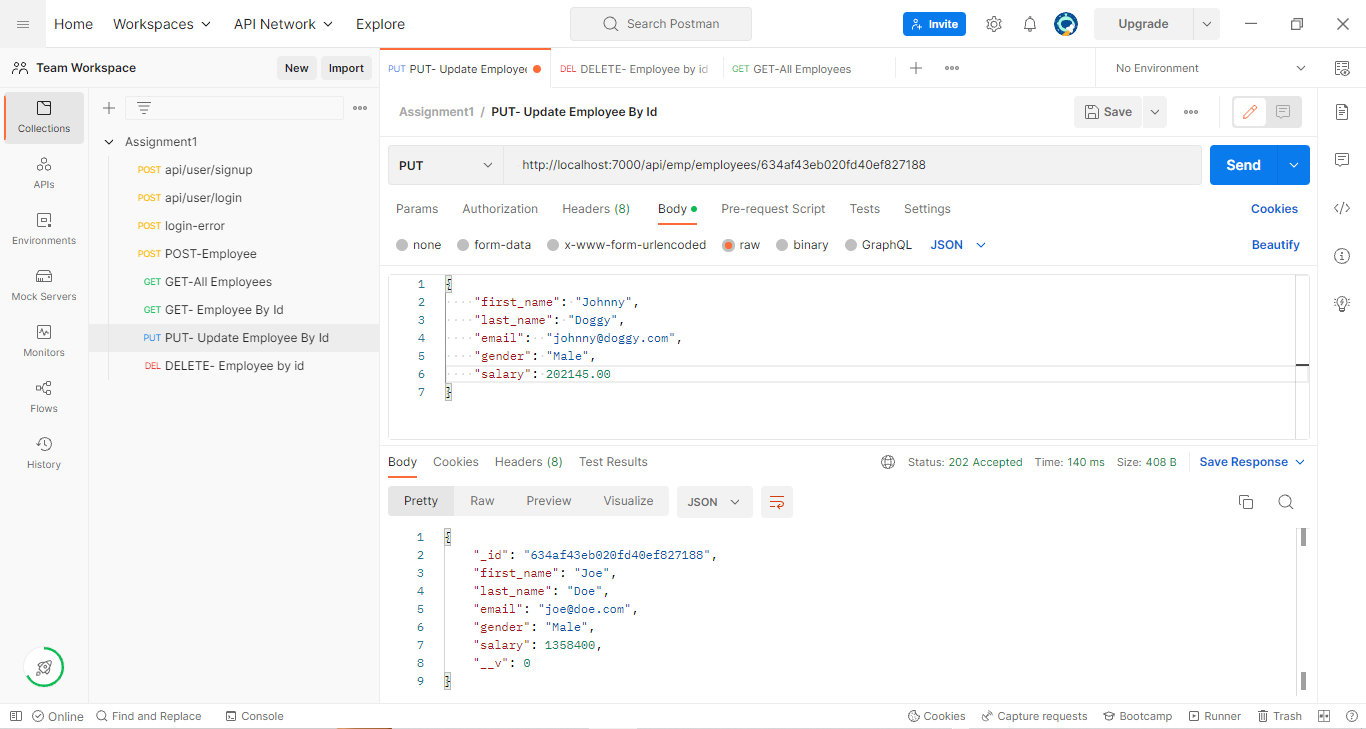 Home Workspaces API Network Explore Search Postman Invite Upgrade
Team Workspace New Import
PUT PUT- Update Employee DEL DELETE- Employee by id GET GET-All Employees No Environment
Collections
APIs
Environments
Mock Servers
Monitors
Flows
History
Assignment1
POST api/user/signup
POST api/user/login
POST login-error
POST POST-Employee
GET GET-All Employees
GET GET- Employee By Id
PUT PUT- Update Employee By Id
DEL DELETE- Employee by id
Assignment1 / PUT- Update Employee By Id Save
PUT http://localhost:7000/api/emp/employees/634af43eb020fd40ef827188 Send
Params Authorization Headers (8) Body Pre-request Script Tests Settings Cookies
none form-data x-www-form-urlencoded raw binary GraphQL JSON Beautify
1 {
2 "first_name": "Johnny",
3 "last_name": "Doggy",
4 "email": "johnny@doggy.com",
5 "gender": "Male",
6 "salary": 202145.00
7 }
Body Cookies Headers (8) Test Results Status: 202 Accepted Time: 140 ms Size: 408 B Save Response
Pretty Raw Preview Visualize JSON
1 {
2 "_id": "634af43eb020fd40ef827188",
3 "first_name": "Joe",
4 "last_name": "Doe",
5 "email": "joe@doe.com",
6 "gender": "Male",
7 "salary": 1358400,
8 "__v": 0
9 }
Online Find and Replace Console Cookies Capture requests Bootcamp Runner Trash